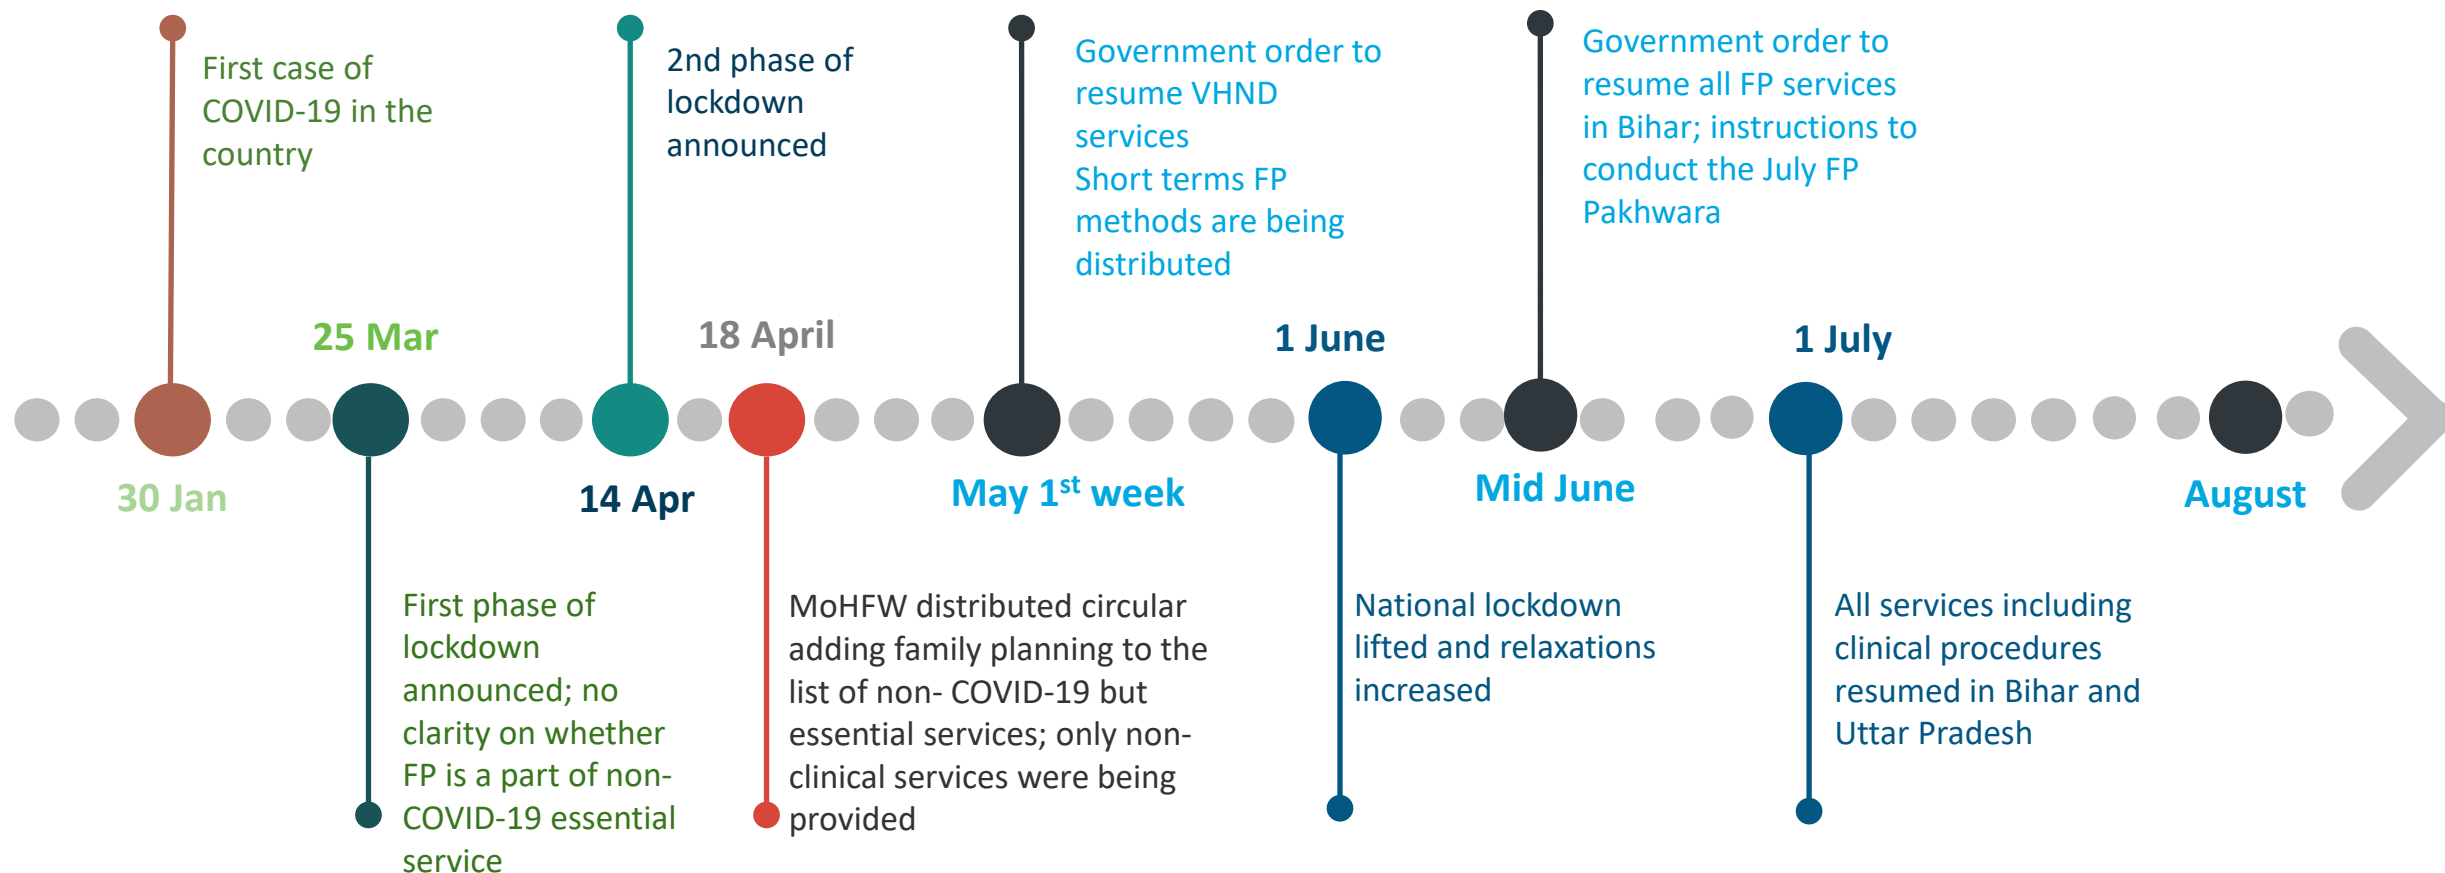 First case of
COVID-19 in the
country
30 Jan
25 Mar
First phase of
lockdown
announced; no
clarity on whether
FP is a part of non-
COVID-19 essential
service
2nd phase of
lockdown
announced
14 Apr
18 April
MoHFW distributed circular
adding family planning to the
list of non- COVID-19 but
essential services; only non-
clinical services were being
provided
Government order to
resume VHND
services
Short terms FP
methods are being
distributed
May 1st week
1 June
National lockdown
lifted and relaxations
increased
Government order to
resume all FP services
in Bihar; instructions to
conduct the July FP
Pakhwara
Mid June
1 July
All services including
clinical procedures
resumed in Bihar and
Uttar Pradesh
August